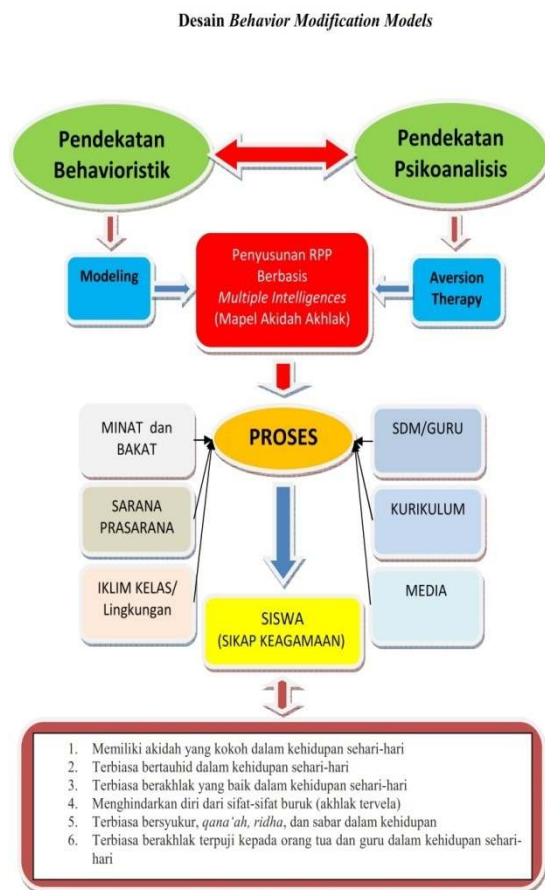 Desain Behavior Modification Models
Pendekatan
Behavioristik
Pendekatan
Psikoanalisis
Modeling
Penyusunan RPP
Berbasis
Multiple Intelligences
(Mapel Akidah Akhlak)
Aversion
Therapy
MINAT dan
BAKAT
PROSES
SDM/GURU
SARANA
PRASARANA
KURIKULUM
IKLIM KELAS/
Lingkungan
MEDIA
SISWA
(SIKAP KEAGAMAAN)
1. Memiliki akidah yang kokoh dalam kehidupan sehari-hari
2. Terbiasa bertauhid dalam kehidupan sehari-hari
3. Terbiasa berakhlak yang baik dalam kehidupan sehari-hari
4. Menghindarkan diri dari sifat-sifat buruk (akhlak tervela)
5. Terbiasa bersyukur, qana‘ah, ridha, dan sabar dalam kehidupan
6. Terbiasa berakhlak terpuji kepada orang tua dan guru dalam kehidupan sehari-
hari